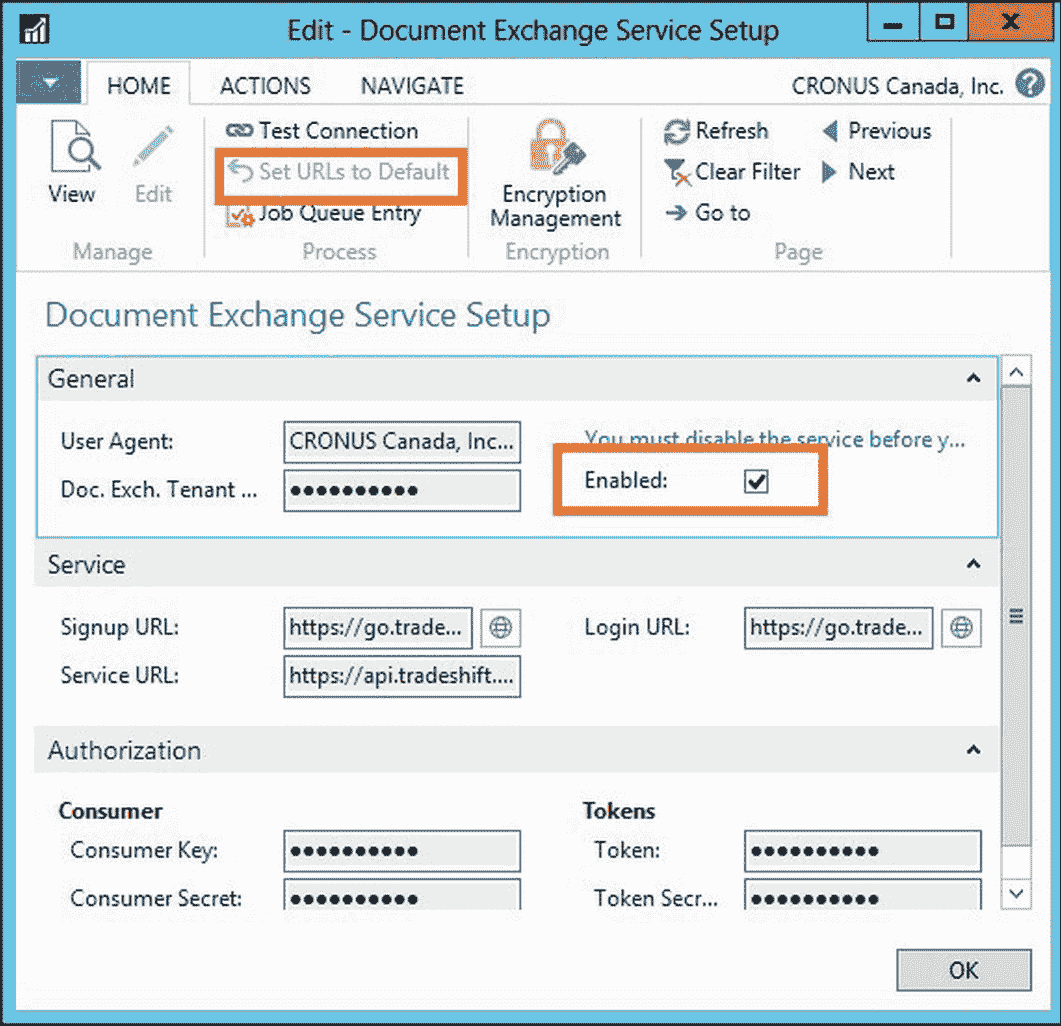 Edit - Document Exchange Service Setup
HOME ACTIONS NAVIGATE CRONUS Canada, Inc.
View
Edit
Manage
Test Connection
Set URLs to Default
Job Queue Entry
Process
Encryption
Management
Encryption
Refresh
Clear Filter
Go to
Previous
Next
Page
Document Exchange Service Setup
General
User Agent: CRONUS Canada, Inc...
You must disable the service before y...
Doc. Exch. Tenant ... ●●●●●●●●●●
Enabled:
Service
Signup URL: https://go.trade...
Login URL: https://go.trade...
Service URL: https://api.tradeshift....
Authorization
Consumer
Tokens
Consumer Key: ●●●●●●●●●●
Token: ●●●●●●●●●●
Consumer Secret: ●●●●●●●●●●
Token Secr... ●●●●●●●●●●
OK